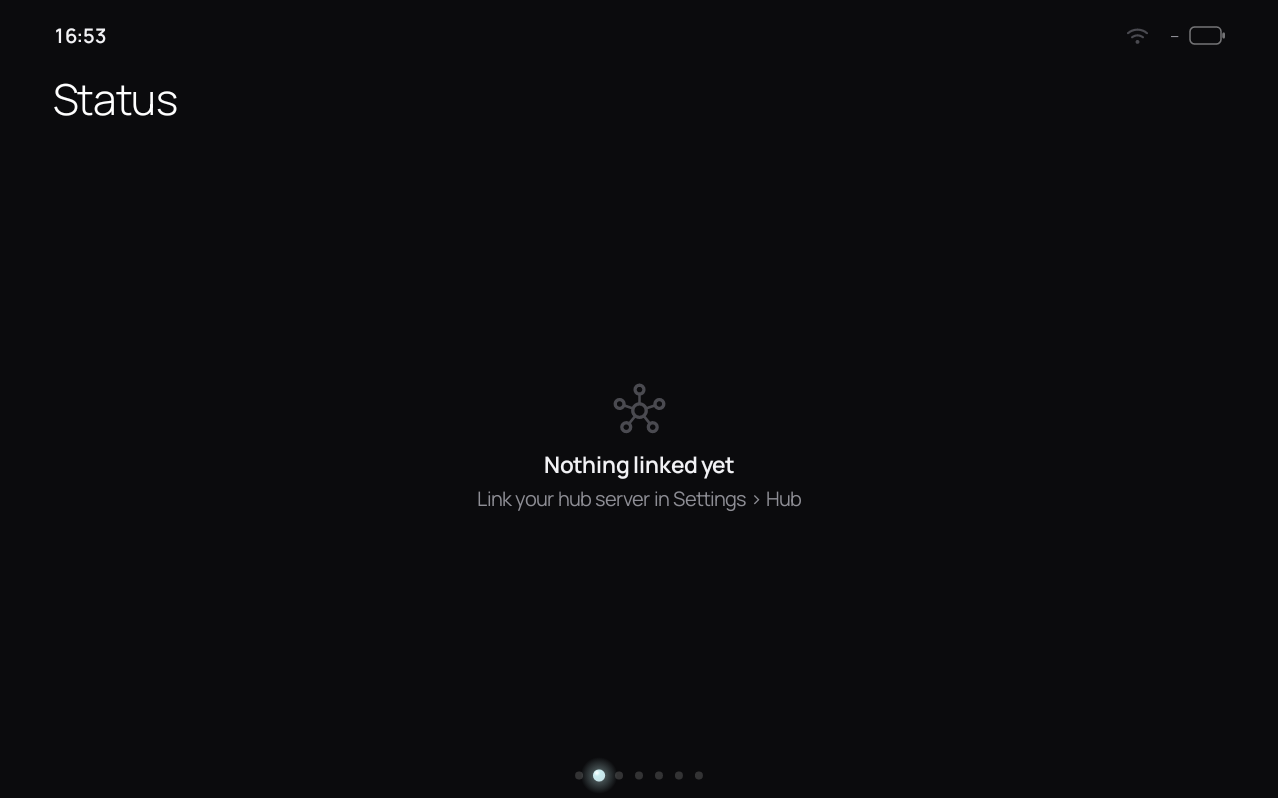 16:53
–
Status
Nothing linked yet
Link your hub server in Settings > Hub